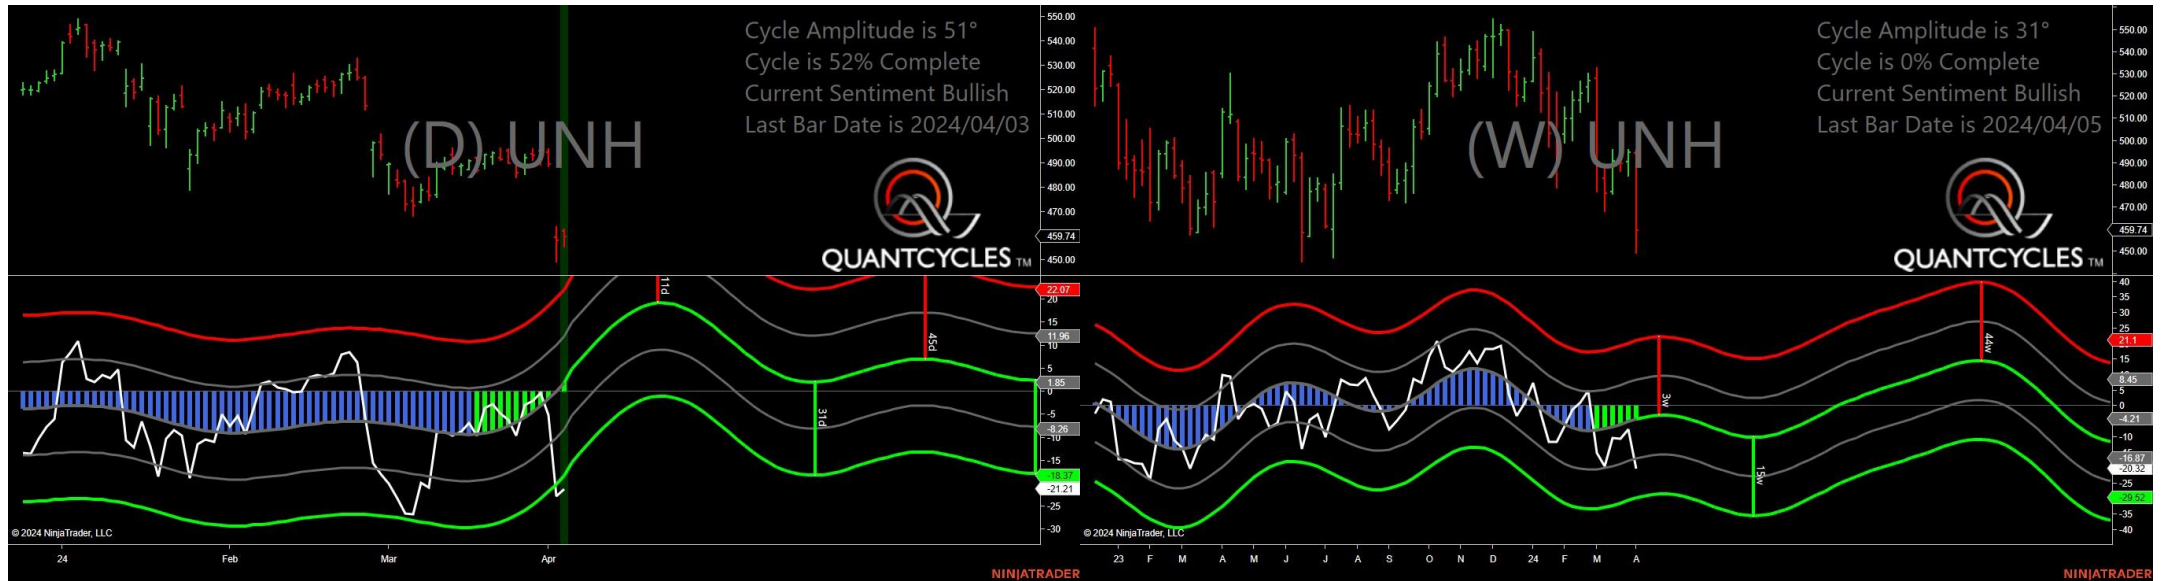 Cycle Amplitude is 51°
Cycle is 52% Complete
Current Sentiment Bullish
Last Bar Date is 2024/04/03
(D) UNH
QUANTCYCLES TM
550.00
540.00
530.00
520.00
510.00
500.00
490.00
480.00
470.00
459.74
450.00
11d
45d
31d
22.07
20
11.96
10
5
1.85
0
-5
-8.26
-10
-15
-18.37
-21.21
-25
-30
© 2024 NinjaTrader, LLC
24 Feb Mar Apr
NINJATRADER
Cycle Amplitude is 31°
Cycle is 0% Complete
Current Sentiment Bullish
Last Bar Date is 2024/04/05
(W) UNH
QUANTCYCLES TM
550.00
540.00
530.00
520.00
510.00
500.00
490.00
480.00
470.00
459.74
450.00
3w
15w
44w
40
35
30
25
21.1
15
8.45
5
0
-4.21
-10
-16.87
-20.32
-25
-29.52
-35
-40
© 2024 NinjaTrader, LLC
23 F M A M J J A S O N D 24 F M A
NINJATRADER